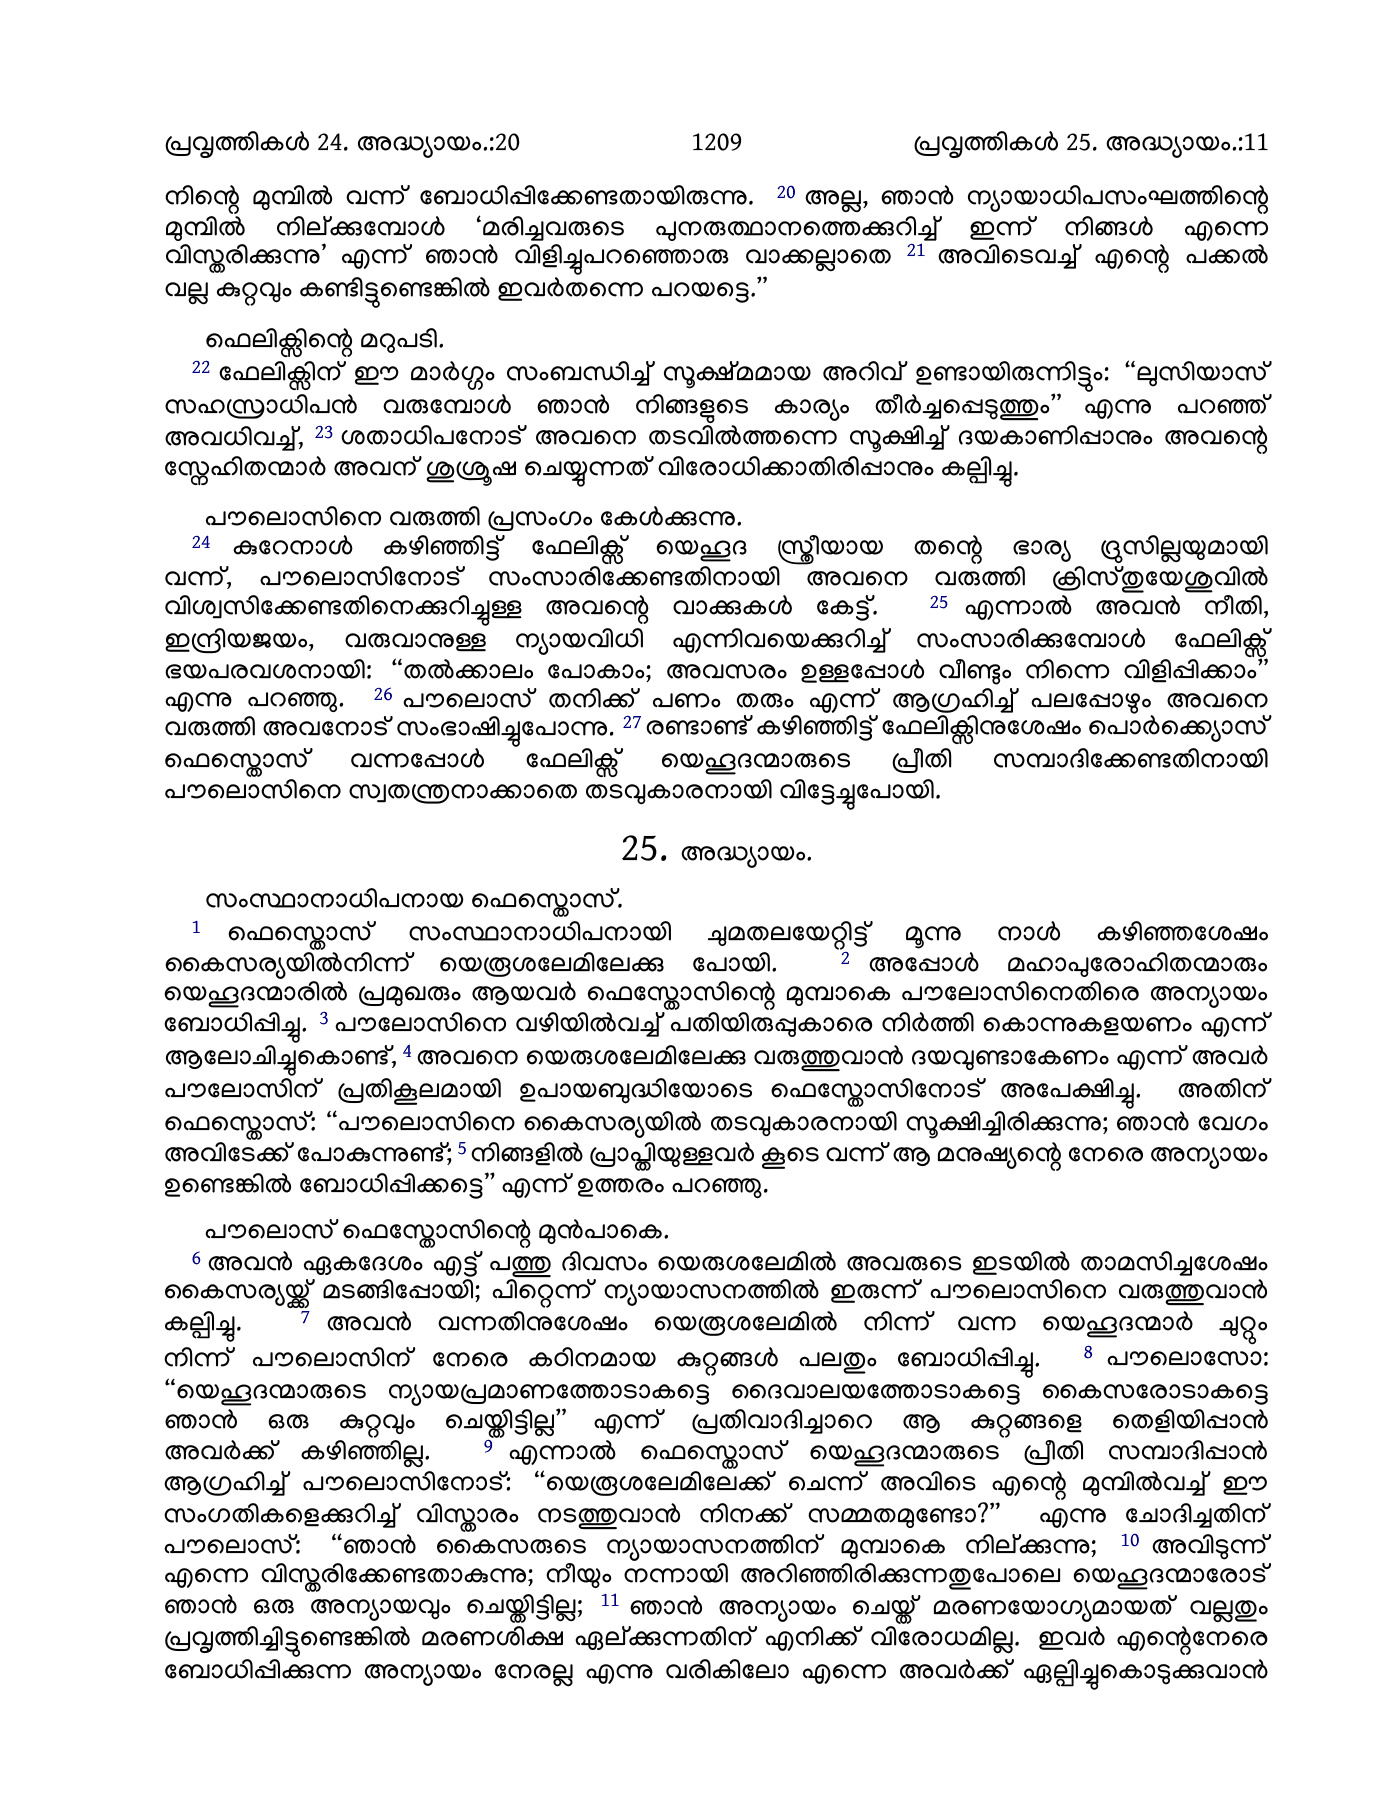 പ്രവൃത്തികൾ 24. അദ്ധ്യായം.:20 1209 പ്രവൃത്തികൾ 25. അദ്ധ്യായം.:11
നിന്റെ മുമ്പിൽ വന്ന് ബോധിപ്പിക്കേണ്ടതായിരുന്നു. 20 അല്ല, ഞാൻ ന്യായാധിപസംഘത്തിന്റെ
മുമ്പിൽ നില്ക്കുമ്പോൾ ‘മരിച്ചവരുടെ പുനരുത്ഥാനത്തെക്കുറിച്ച് ഇന്ന് നിങ്ങൾ എന്നെ
വിസ്തരിക്കുന്നു’ എന്ന് ഞാൻ വിളിച്ചുപറഞ്ഞൊരു വാക്കല്ലാതെ 21 അവിടെവച്ച് എന്റെ പക്കൽ
വല്ല കുറ്റവും കണ്ടിട്ടുണ്ടെങ്കിൽ ഇവർതന്നെ പറയട്ടെ.”
ഫെലിക്സിന്റെ മറുപടി.
22 ഫേലിക്സിന് ഈ മാർഗ്ഗം സംബന്ധിച്ച് സൂക്ഷ്മമായ അറിവ് ഉണ്ടായിരുന്നിട്ടും: “ലുസിയാസ്
സഹസ്രാധിപൻ വരുമ്പോൾ ഞാൻ നിങ്ങളുടെ കാര്യം തീർച്ചപ്പെടുത്തും” എന്നു പറഞ്ഞ്
അവധിവച്ച്, 23 ശതാധിപനോട് അവനെ തടവിൽത്തന്നെ സൂക്ഷിച്ച് ദയകാണിപ്പാനും അവന്റെ
സ്നേഹിതന്മാർ അവന് ശുശ്രൂഷ ചെയ്യുന്നത് വിരോധിക്കാതിരിപ്പാനും കല്പിച്ചു.
പൗലൊസിനെ വരുത്തി പ്രസംഗം കേൾക്കുന്നു.
24 കുറേനാൾ കഴിഞ്ഞിട്ട് ഫേലിക്സ് യെഹൂദ സ്ത്രീയായ തന്റെ ഭാര്യ ദ്രുസില്ലയുമായി
വന്ന്, പൗലൊസിനോട് സംസാരിക്കേണ്ടതിനായി അവനെ വരുത്തി ക്രിസ്തുയേശുവിൽ
വിശ്വസിക്കേണ്ടതിനെക്കുറിച്ചുള്ള അവന്റെ വാക്കുകൾ കേട്ട്. 25 എന്നാൽ അവൻ നീതി,
ഇന്ദ്രിയജയം, വരുവാനുള്ള ന്യായവിധി എന്നിവയെക്കുറിച്ച് സംസാരിക്കുമ്പോൾ ഫേലിക്സ്
ഭയപരവശനായി: “തൽക്കാലം പോകാം; അവസരം ഉള്ളപ്പോൾ വീണ്ടും നിന്നെ വിളിപ്പിക്കാം”
എന്നു പറഞ്ഞു. 26 പൗലൊസ് തനിക്ക് പണം തരും എന്ന് ആഗ്രഹിച്ച് പലപ്പോഴും അവനെ
വരുത്തി അവനോട് സംഭാഷിച്ചുപോന്നു. 27 രണ്ടാണ്ട് കഴിഞ്ഞിട്ട് ഫേലിക്സിനുശേഷം പൊർക്ക്യൊസ്
ഫെസ്തൊസ് വന്നപ്പോൾ ഫേലിക്സ് യെഹൂദന്മാരുടെ പ്രീതി സമ്പാദിക്കേണ്ടതിനായി
പൗലൊസിനെ സ്വതന്ത്രനാക്കാതെ തടവുകാരനായി വിട്ടേച്ചുപോയി.
25. അദ്ധ്യായം.
സംസ്ഥാനാധിപനായ ഫെസ്തൊസ്.
1 ഫെസ്തൊസ് സംസ്ഥാനാധിപനായി ചുമതലയേറ്റിട്ട് മൂന്നു നാൾ കഴിഞ്ഞശേഷം
കൈസര്യയിൽനിന്ന് യെരൂശലേമിലേക്കു പോയി. 2 അപ്പോൾ മഹാപുരോഹിതന്മാരും
യെഹൂദന്മാരിൽ പ്രമുഖരും ആയവർ ഫെസ്തോസിന്റെ മുമ്പാകെ പൗലോസിനെതിരെ അന്യായം
ബോധിപ്പിച്ചു. 3 പൗലോസിനെ വഴിയിൽവച്ച് പതിയിരുപ്പുകാരെ നിർത്തി കൊന്നുകളയണം എന്ന്
ആലോചിച്ചുകൊണ്ട്, 4 അവനെ യെരുശലേമിലേക്കു വരുത്തുവാൻ ദയവുണ്ടാകേണം എന്ന് അവർ
പൗലോസിന് പ്രതികൂലമായി ഉപായബുദ്ധിയോടെ ഫെസ്തോസിനോട് അപേക്ഷിച്ചു. അതിന്
ഫെസ്തൊസ്: “പൗലൊസിനെ കൈസര്യയിൽ തടവുകാരനായി സൂക്ഷിച്ചിരിക്കുന്നു; ഞാൻ വേഗം
അവിടേക്ക് പോകുന്നുണ്ട്; 5 നിങ്ങളിൽ പ്രാപ്തിയുള്ളവർ കൂടെ വന്ന് ആ മനുഷ്യന്റെ നേരെ അന്യായം
ഉണ്ടെങ്കിൽ ബോധിപ്പിക്കട്ടെ” എന്ന് ഉത്തരം പറഞ്ഞു.
പൗലൊസ് ഫെസ്തോസിന്റെ മുൻപാകെ.
6 അവൻ ഏകദേശം എട്ട് പത്തു ദിവസം യെരുശലേമിൽ അവരുടെ ഇടയിൽ താമസിച്ചശേഷം
കൈസര്യയ്ക്ക് മടങ്ങിപ്പോയി; പിറ്റെന്ന് ന്യായാസനത്തിൽ ഇരുന്ന് പൗലൊസിനെ വരുത്തുവാൻ
കല്പിച്ചു. 7 അവൻ വന്നതിനുശേഷം യെരൂശലേമിൽ നിന്ന് വന്ന യെഹൂദന്മാർ ചുറ്റും
നിന്ന് പൗലൊസിന് നേരെ കഠിനമായ കുറ്റങ്ങൾ പലതും ബോധിപ്പിച്ചു. 8 പൗലൊസോ:
“യെഹൂദന്മാരുടെ ന്യായപ്രമാണത്തോടാകട്ടെ ദൈവാലയത്തോടാകട്ടെ കൈസരോടാകട്ടെ
ഞാൻ ഒരു കുറ്റവും ചെയ്തിട്ടില്ല” എന്ന് പ്രതിവാദിച്ചാറെ ആ കുറ്റങ്ങളെ തെളിയിപ്പാൻ
അവർക്ക് കഴിഞ്ഞില്ല. 9 എന്നാൽ ഫെസ്തൊസ് യെഹൂദന്മാരുടെ പ്രീതി സമ്പാദിപ്പാൻ
ആഗ്രഹിച്ച് പൗലൊസിനോട്: “യെരൂശലേമിലേക്ക് ചെന്ന് അവിടെ എന്റെ മുമ്പിൽവച്ച് ഈ
സംഗതികളെക്കുറിച്ച് വിസ്താരം നടത്തുവാൻ നിനക്ക് സമ്മതമുണ്ടോ?” എന്നു ചോദിച്ചതിന്
പൗലൊസ്: “ഞാൻ കൈസരുടെ ന്യായാസനത്തിന് മുമ്പാകെ നില്ക്കുന്നു; 10 അവിടുന്ന്
എന്നെ വിസ്തരിക്കേണ്ടതാകുന്നു; നീയും നന്നായി അറിഞ്ഞിരിക്കുന്നതുപോലെ യെഹൂദന്മാരോട്
ഞാൻ ഒരു അന്യായവും ചെയ്തിട്ടില്ല; 11 ഞാൻ അന്യായം ചെയ്ത് മരണയോഗ്യമായത് വല്ലതും
പ്രവൃത്തിച്ചിട്ടുണ്ടെങ്കിൽ മരണശിക്ഷ ഏല്ക്കുന്നതിന് എനിക്ക് വിരോധമില്ല. ഇവർ എന്റെനേരെ
ബോധിപ്പിക്കുന്ന അന്യായം നേരല്ല എന്നു വരികിലോ എന്നെ അവർക്ക് ഏല്പിച്ചുകൊടുക്കുവാൻ